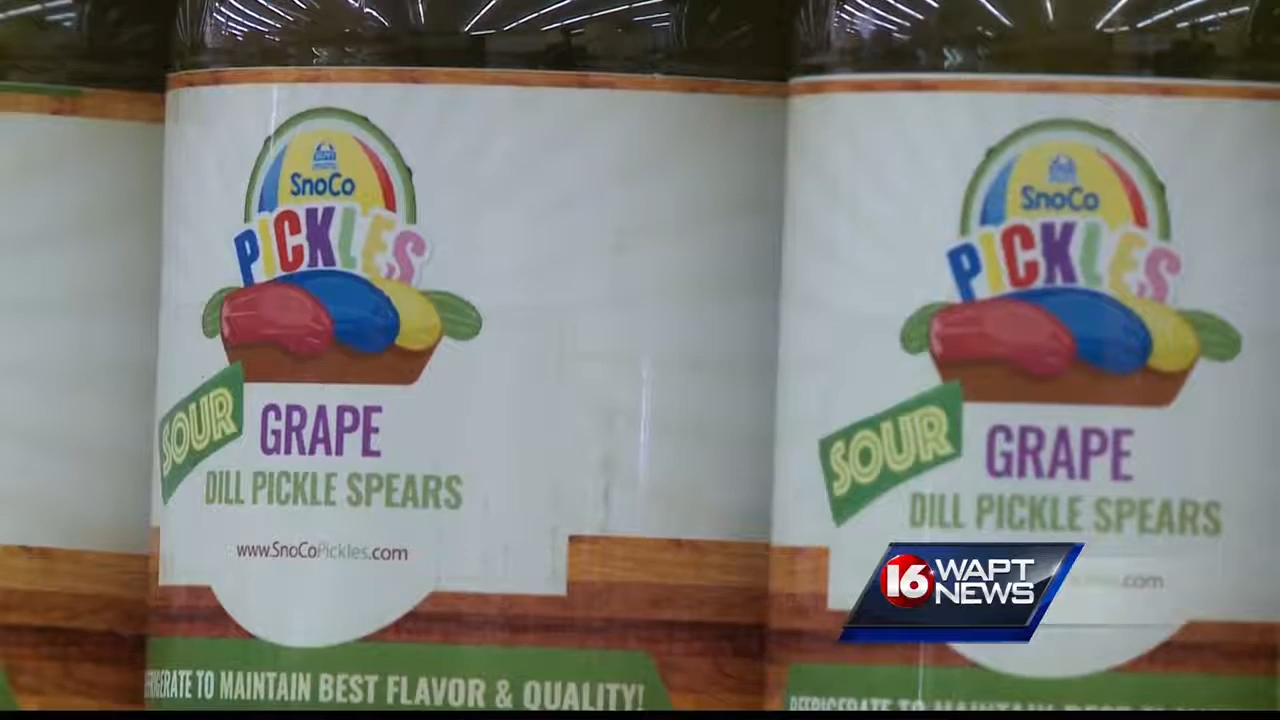 SnoCo
PICKLES
SOUR
GRAPE
DILL PICKLE SPEARS
www.SnoCoPickles.com
TO MAINTAIN BEST FLAVOR & QUALITY!
SnoCo
PICKLES
SOUR
GRAPE
DILL PICKLE SPEARS
.com
16 WAPT
NEWS